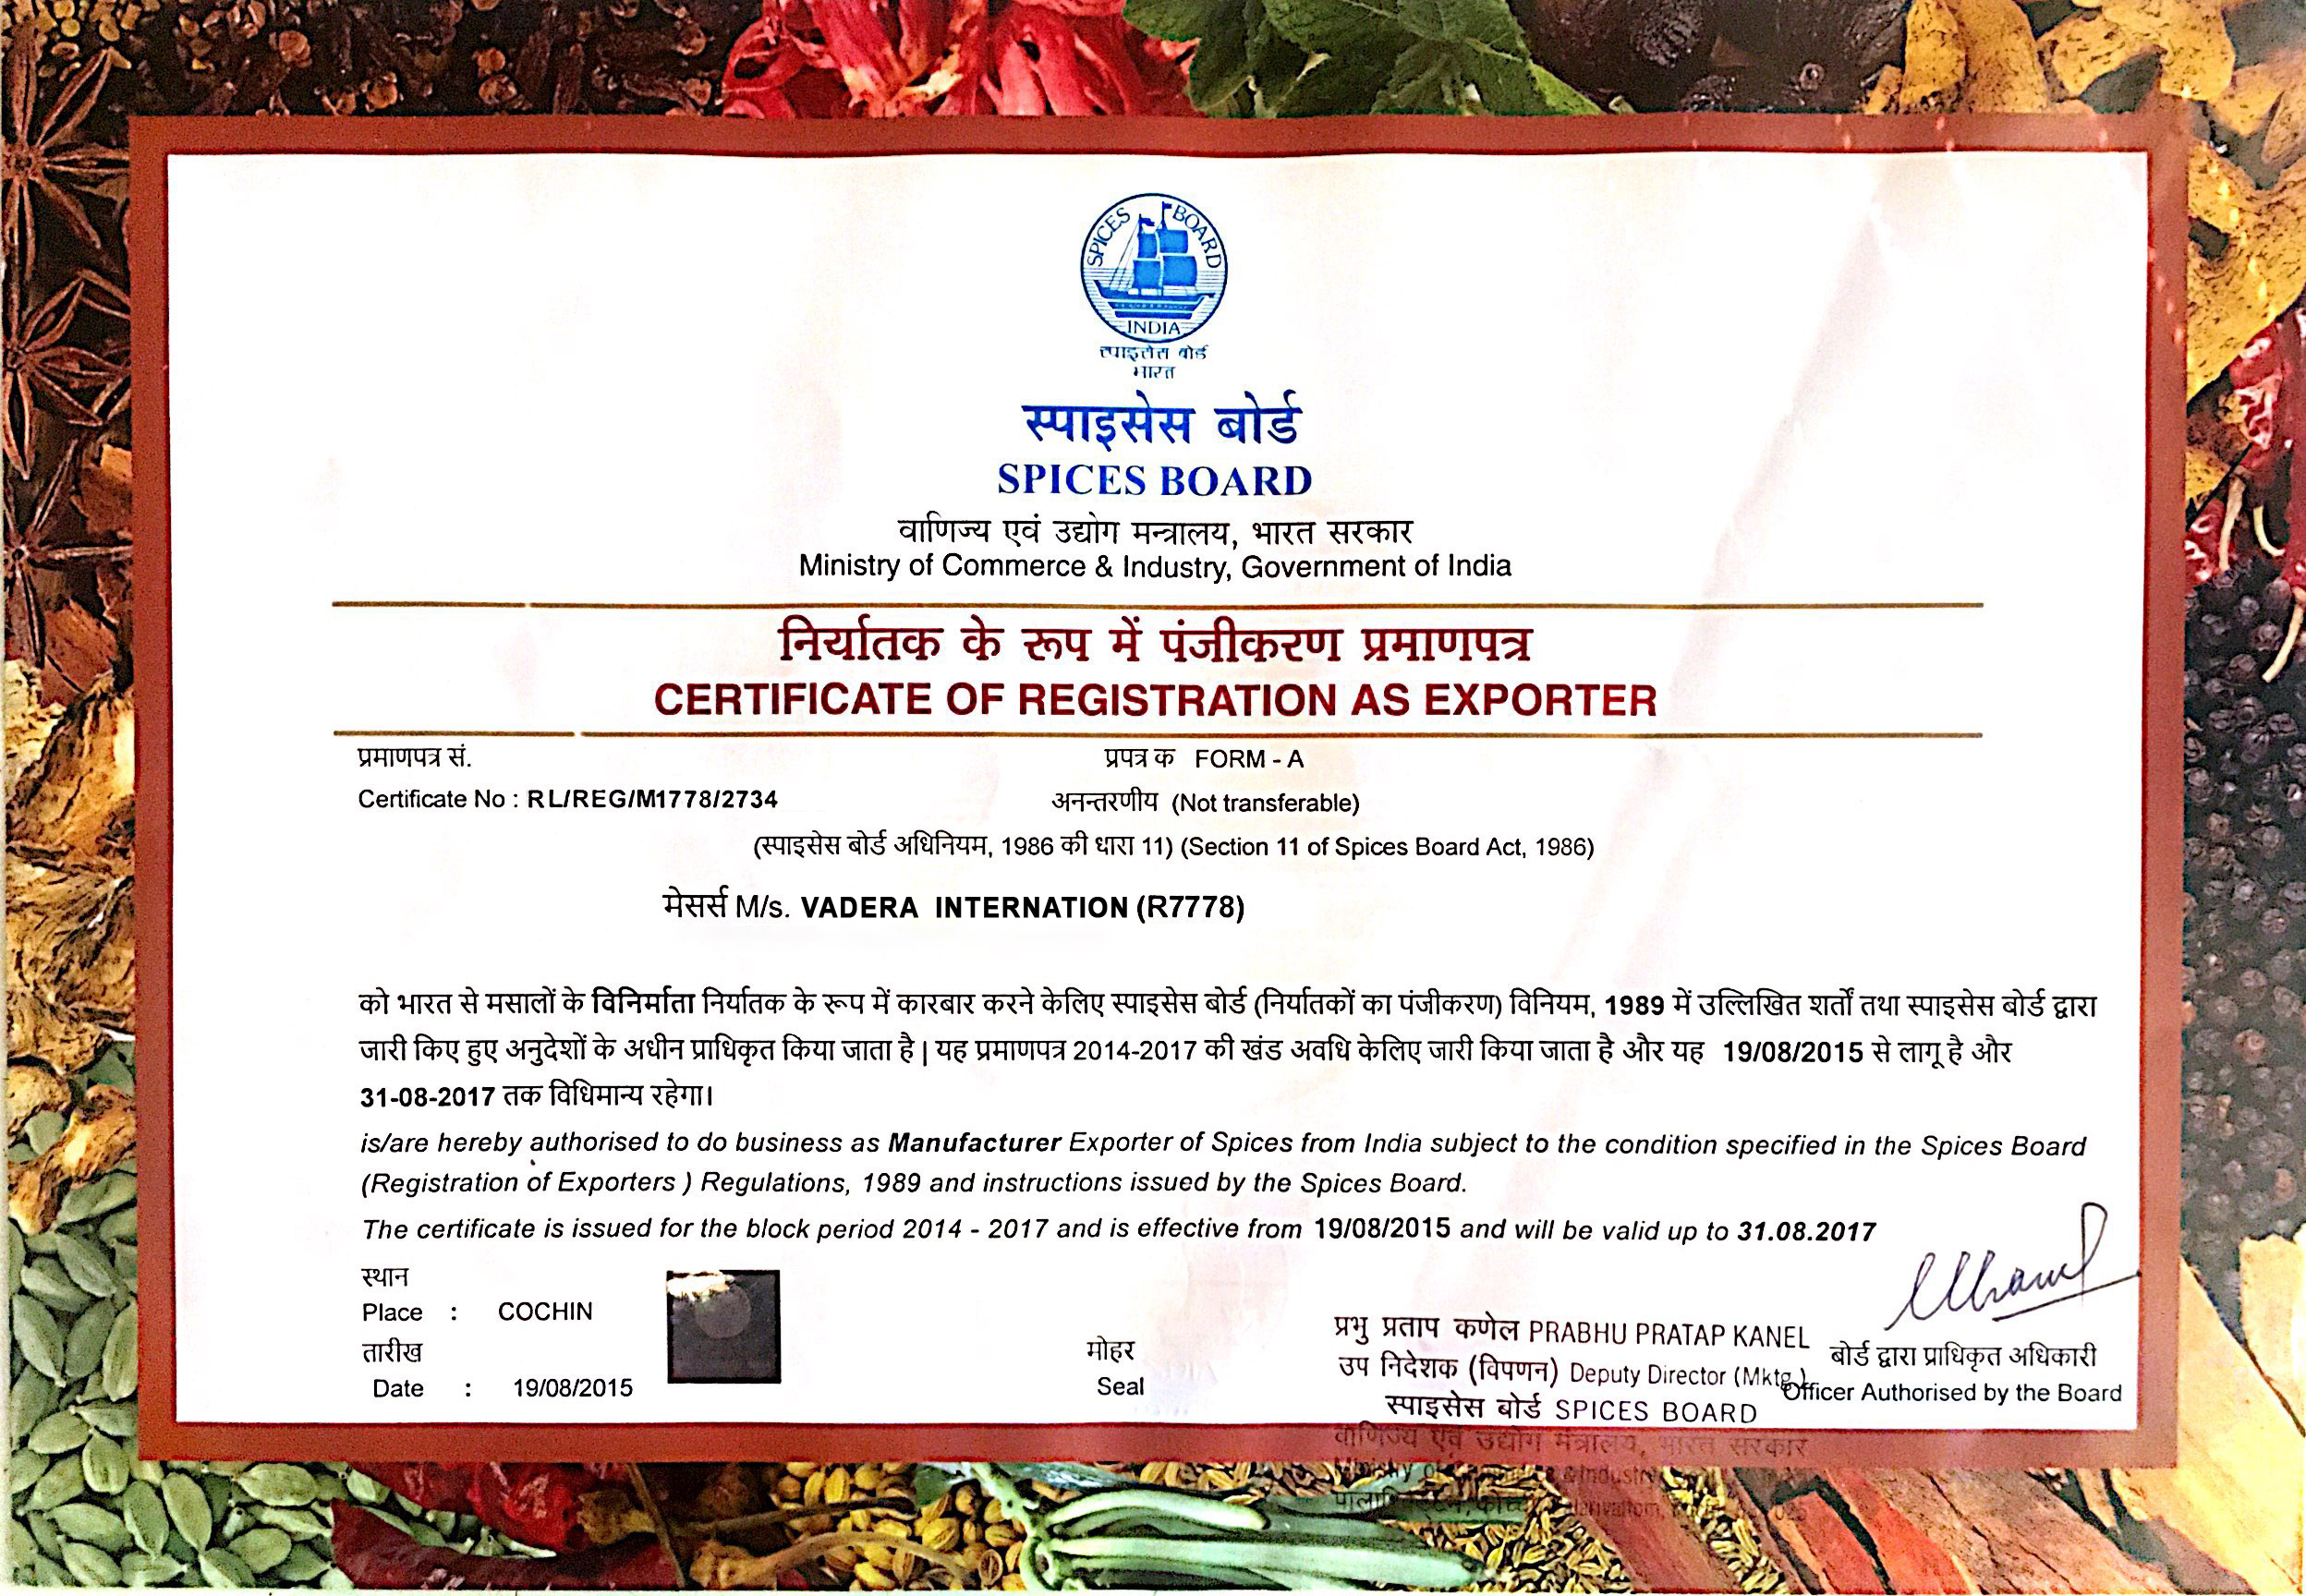 SPICES BOARD
INDIA
स्पाइसेस बोर्ड
भारत
स्पाइसेस बोर्ड
SPICES BOARD
वाणिज्य एवं उद्योग मन्त्रालय, भारत सरकार
Ministry of Commerce & Industry, Government of India
निर्यातक के रूप में पंजीकरण प्रमाणपत्र
CERTIFICATE OF REGISTRATION AS EXPORTER
प्रमाणपत्र सं. प्रपत्र क FORM - A
Certificate No : RL/REG/M1778/2734 अनन्तरणीय (Not transferable)
(स्पाइसेस बोर्ड अधिनियम, 1986 की धारा 11) (Section 11 of Spices Board Act, 1986)
मेसर्स M/s. VADERA INTERNATION (R7778)
को भारत से मसालों के विनिर्माता निर्यातक के रूप में कारबार करने केलिए स्पाइसेस बोर्ड (निर्यातकों का पंजीकरण) विनियम, 1989 में उल्लिखित शर्तों तथा स्पाइसेस बोर्ड द्वारा
जारी किए हुए अनुदेशों के अधीन प्राधिकृत किया जाता है | यह प्रमाणपत्र 2014-2017 की खंड अवधि केलिए जारी किया जाता है और यह 19/08/2015 से लागू है और
31-08-2017 तक विधिमान्य रहेगा।
is/are hereby authorised to do business as Manufacturer Exporter of Spices from India subject to the condition specified in the Spices Board
(Registration of Exporters ) Regulations, 1989 and instructions issued by the Spices Board.
The certificate is issued for the block period 2014 - 2017 and is effective from 19/08/2015 and will be valid up to 31.08.2017
स्थान
Place : COCHIN
तारीख
Date : 19/08/2015
मोहर
Seal
प्रभु प्रताप कणेल PRABHU PRATAP KANEL
उप निदेशक (विपणन) Deputy Director (Mktg.)
स्पाइसेस बोर्ड SPICES BOARD
वाणिज्य एवं उद्योग मंत्रालय, भारत सरकार
बोर्ड द्वारा प्राधिकृत अधिकारी
Officer Authorised by the Board